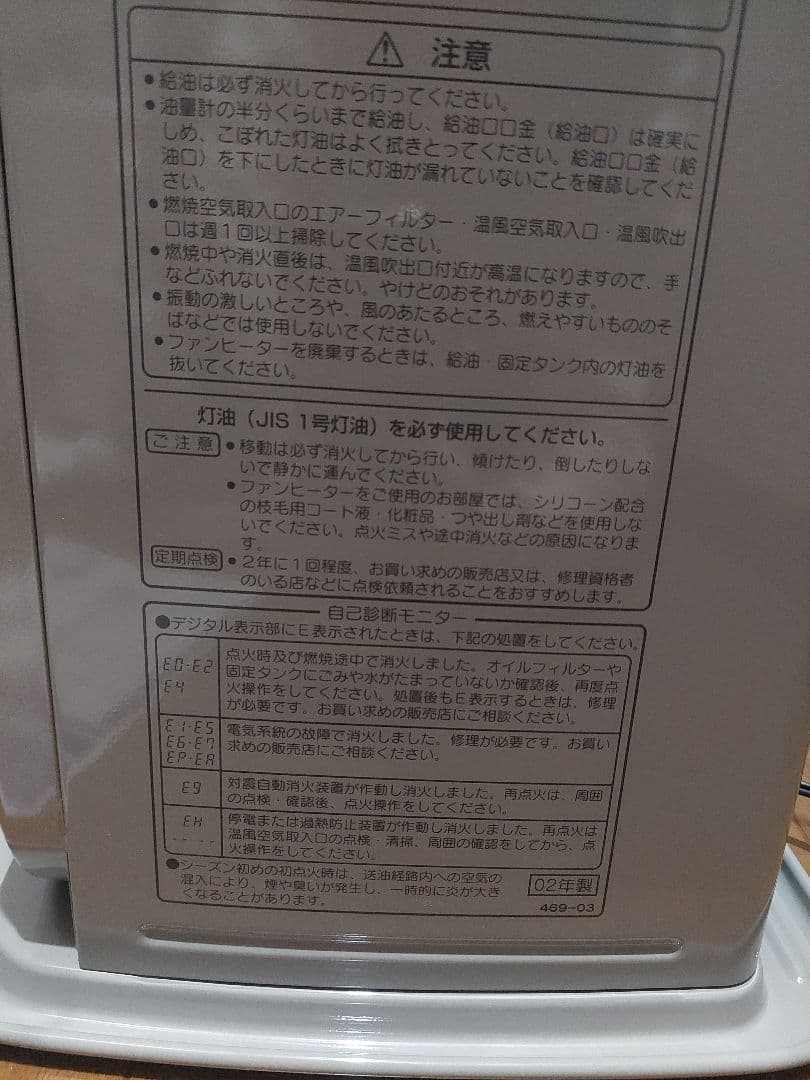 ⚠ 注意
●給油は必ず消火してから行ってください。
●油量計の半分くらいまで給油し、給油口口金（給油口）は確実に
しめ、こぼれた灯油はよく拭きとってください。給油口口金（給
油口）を下にしたときに灯油が漏れていないことを確認してくだ
さい。
●燃焼空気取入口のエアーフィルター・温風空気取入口・温風吹出
口は週１回以上掃除してください。
●燃焼中や消火直後は、温風吹出口付近が高温になりますので、手
などふれないでください。やけどのおそれがあります。
●振動の激しいところや、風のあたるところ、燃えやすいもののそ
ばなどでは使用しないでください。
●ファンヒーターを廃棄するときは、給油・固定タンク内の灯油を
抜いてください。
灯油（JIS 1号灯油）を必ず使用してください。
ご注意 ●移動は必ず消火してから行い、傾けたり、倒したりしな
いで静かに運んでください。
●ファンヒーターをご使用のお部屋では、シリコーン配合
の枝毛用コート液・化粧品・つや出し剤などを使用しな
いでください。点火ミスや途中消火などの原因になりま
す。
定期点検 ●２年に１回程度、お買い求めの販売店又は、修理資格者
のいる店などに点検依頼されることをおすすめします。
自己診断モニター
●デジタル表示部にE表示されたときは、下記の処置をしてください。
E0・E2
E4
点火時及び燃焼途中で消火しました。オイルフィルターや
固定タンクにごみや水がたまっていないか確認後、再度点
火操作をしてください。処置後もE表示するときは、修理
が必要です。お買い求めの販売店にご相談ください。
E1・E5
E6・E7
EP・EA
電気系統の故障で消火しました。修理が必要です。お買い
求めの販売店にご相談ください。
E9
対震自動消火装置が作動し消火しました。再点火は、周囲
の点検・確認後、点火操作をしてください。
EH
-- --
停電または過熱防止装置が作動し消火しました。再点火は
温風空気取入口の点検・清掃、周囲の確認をしてから、点
火操作をしてください。
●シーズン初めの初点火時は、送油経路内への空気の
混入により、煙や臭いが発生し、一時的に炎が大き
くなることがあります。
02年製
469-03